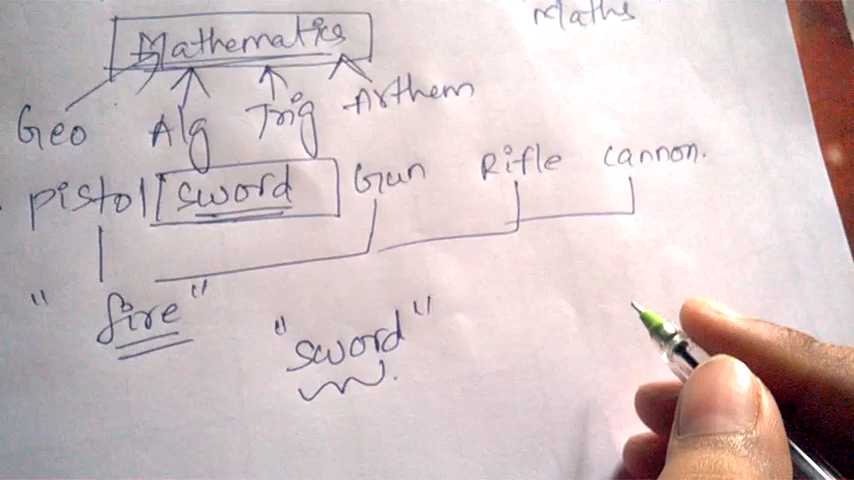 Maths
Mathematics
Geo Alg Trig Arthem
pistol sword Gun Rifle cannon.
"fire"
"sword"